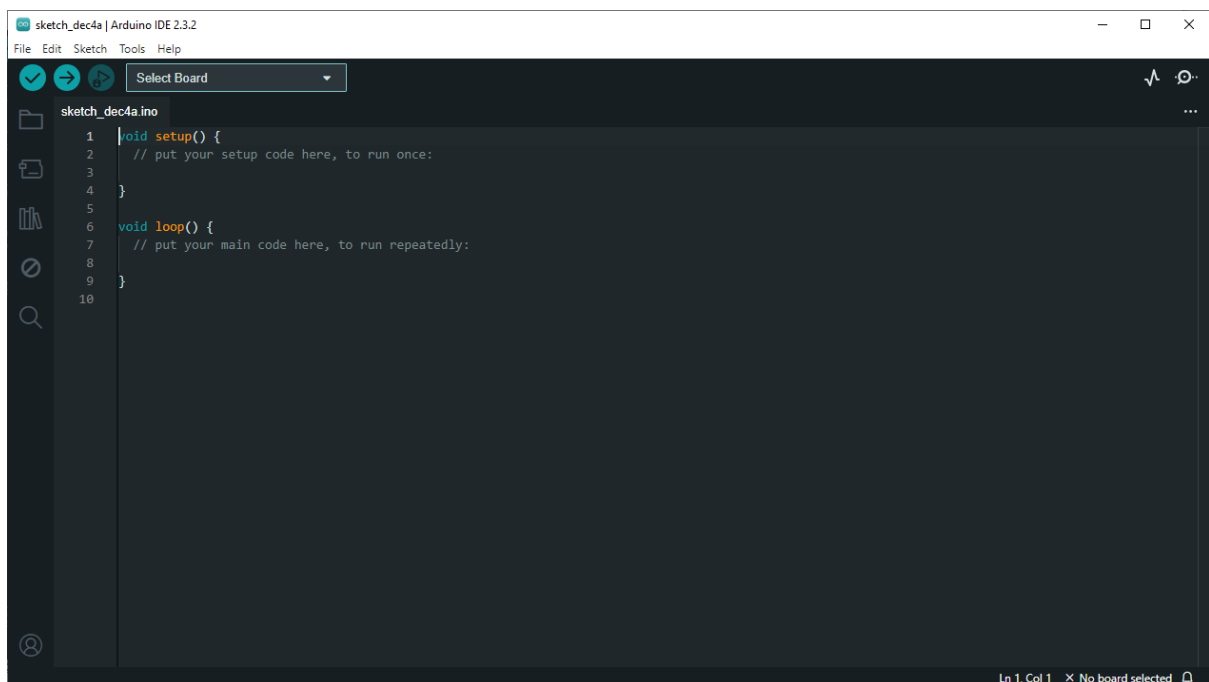 sketch_dec4a | Arduino IDE 2.3.2
File Edit Sketch Tools Help
Select Board
sketch_dec4a.ino
1 void setup() {
2 // put your setup code here, to run once:
3
4 }
5
6 void loop() {
7 // put your main code here, to run repeatedly:
8
9 }
10
Ln 1, Col 1 × No board selected